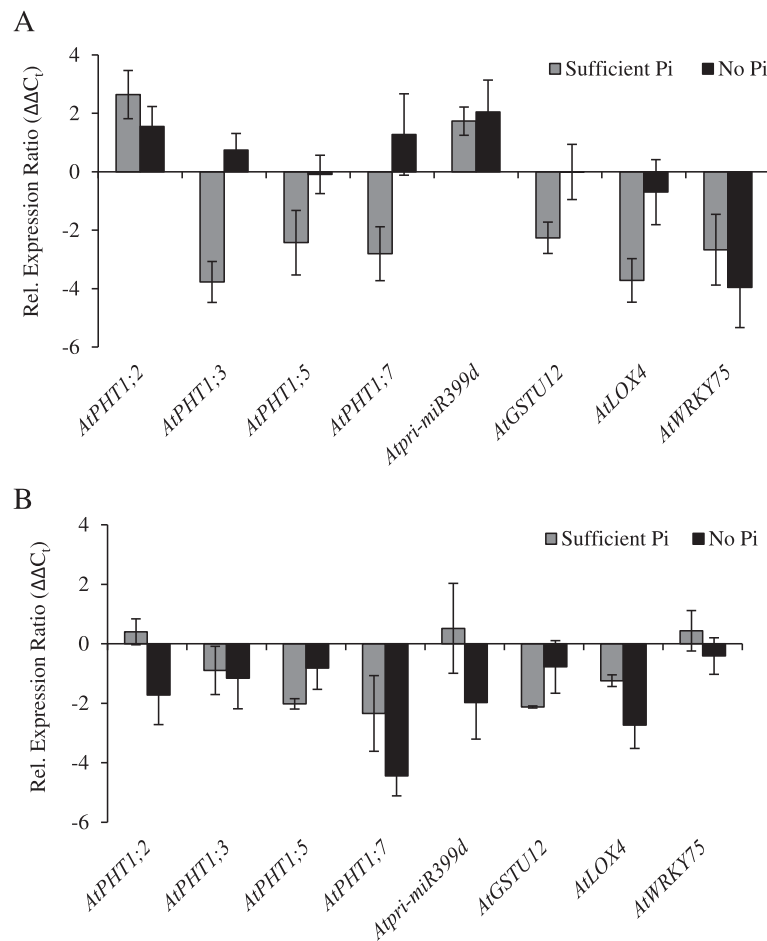 A
Rel. Expression Ratio (ΔΔCt)
4
2
0
-2
-4
-6
Sufficient Pi
No Pi
AtPHT1;2
AtPHT1;3
AtPHT1;5
AtPHT1;7
Atpri-miR399d
AtGSTU12
AtLOX4
AtWRKY75
B
Rel. Expression Ratio (ΔΔCt)
4
2
0
-2
-4
-6
Sufficient Pi
No Pi
AtPHT1;2
AtPHT1;3
AtPHT1;5
AtPHT1;7
Atpri-miR399d
AtGSTU12
AtLOX4
AtWRKY75